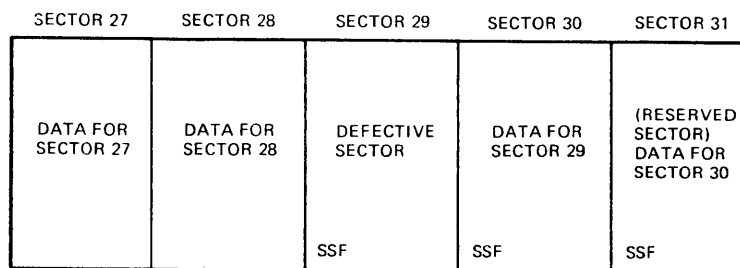 SECTOR 27 SECTOR 28 SECTOR 29 SECTOR 30 SECTOR 31
DATA FOR
SECTOR 27
DATA FOR
SECTOR 28
DEFECTIVE
SECTOR
SSF
DATA FOR
SECTOR 29
SSF
(RESERVED
SECTOR)
DATA FOR
SECTOR 30
SSF